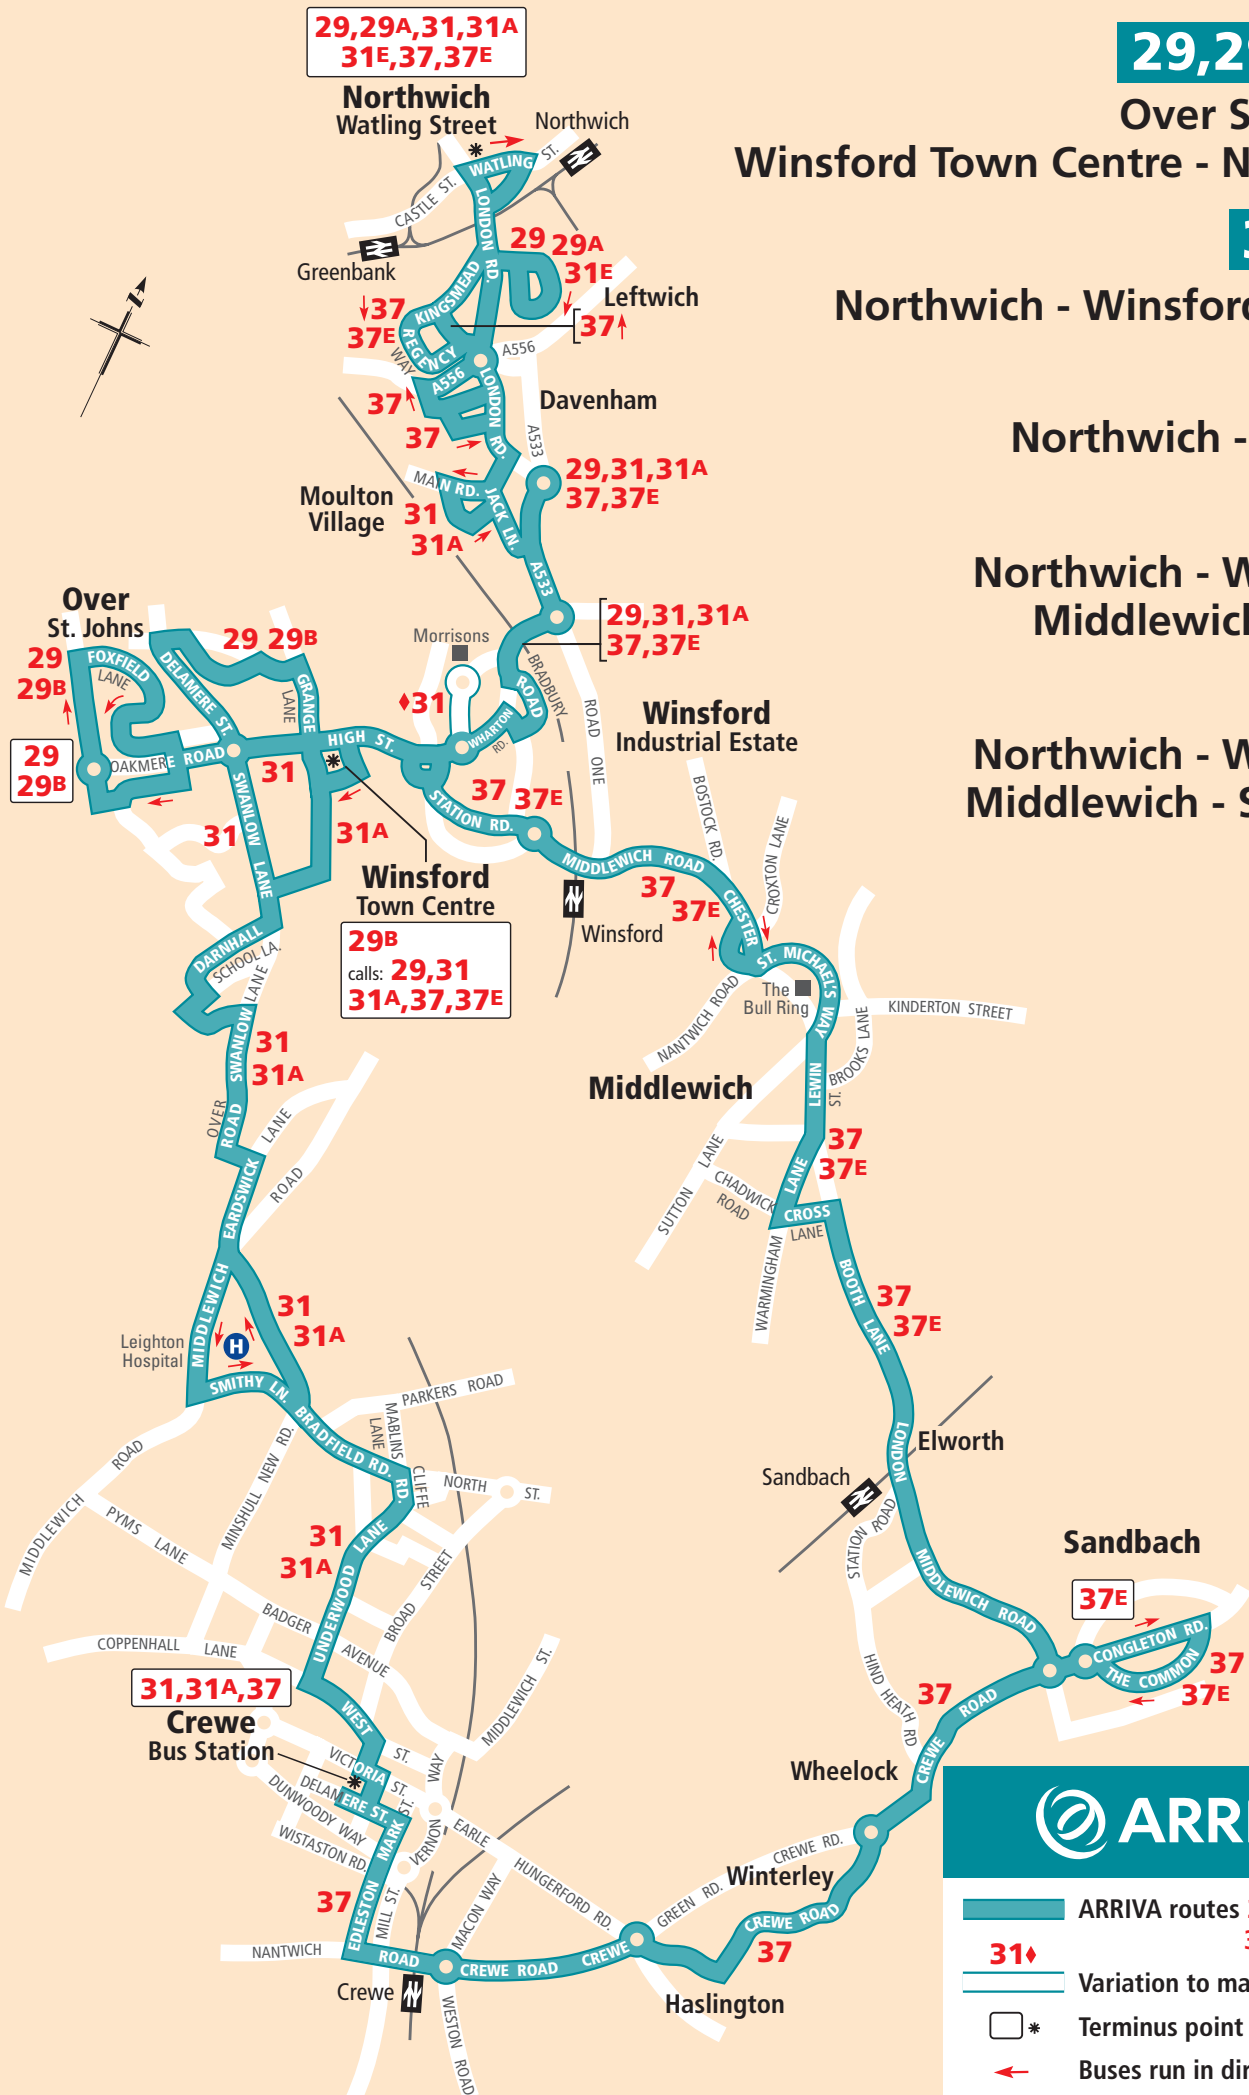 29,29A,31,31A
31E,37,37E
Northwich
Watling Street
Northwich
29,2
Over S
Winsford Town Centre - N
Northwich - Winsford
Northwich -
Northwich - W
Middlewich
Northwich - W
Middlewich - S
N
WATLING
ST.
CASTLE ST.
LONDON RD.
Greenbank
29 29A
31E
Leftwich
37
37
37E
KINGSMEAD
REGENCY
WAY
A556
A556
37
37
LONDON RD.
Davenham
A533
29,31,31A
37,37E
MAIN RD.
JACK LN.
Moulton
Village
31
31A
A533
29,31,31A
37,37E
Over
St. Johns
29
29B
FOXFIELD
LANE
DELAMERE ST.
29 29B
GRANGE
LANE
Morrisons
♦31
BRADBURY
ROAD
WHARTON
RD.
ROAD ONE
Winsford
Industrial Estate
29
29B
OAKMERE ROAD
31
HIGH ST.
31
SWANLOW LANE
31A
37 37E
STATION RD.
Winsford
Town Centre
29B
calls: 29,31
31A,37,37E
MIDDLEWICH ROAD
Winsford
37
37E
BOSTOCK RD.
CROXTON LANE
CHESTER
ST. MICHAEL'S WAY
The
Bull Ring
NANTWICH ROAD
KINDERTON STREET
BROOKS LANE
LEWIN
ST.
Middlewich
DARNHALL
SCHOOL LA.
SWANLOW
LANE
31
31A
OVER
ROAD
LANE
EARDSWICK
ROAD
37
37E
SUTTON LANE
CHADWICK
ROAD
LANE
CROSS
LANE
WARMINGHAM
BOOTH LANE
37
37E
MIDDLEWICH
31
31A
Leighton
Hospital
H
SMITHY LN.
BRADFIELD RD.
PARKERS ROAD
MABLINS
LANE
CLIFFE
RD.
NORTH
ST.
MIDDLEWICH ROAD
MINSHULL NEW RD.
PYMS LANE
31
31A
UNDERWOOD LANE
BROAD STREET
BADGER AVENUE
COPPENHALL LANE
LONDON
Elworth
Sandbach
STATION ROAD
MIDDLEWICH ROAD
Sandbach
37E
CONGLETON RD.
THE COMMON
37
37E
31,31A,37
Crewe
Bus Station
WEST
ST.
MIDDLEWICH ST.
VICTORIA
ST.
DELAMERE ST.
DUNWOODY WAY
WISTASTON RD.
MARK
ST.
VERNON
WAY
EARLE
HUNGERFORD RD.
HIND HEATH RD
37
CREWE ROAD
Wheelock
37
EDLESTON
MILL ST.
MACON WAY
GREEN RD.
CREWE RD.
Winterley
CREWE ROAD
37
NANTWICH
ROAD
CREWE ROAD
CREWE
Crewe
WESTON ROAD
Haslington
ARRI
ARRIVA routes
31♦
Variation to ma
Terminus point
Buses run in dir